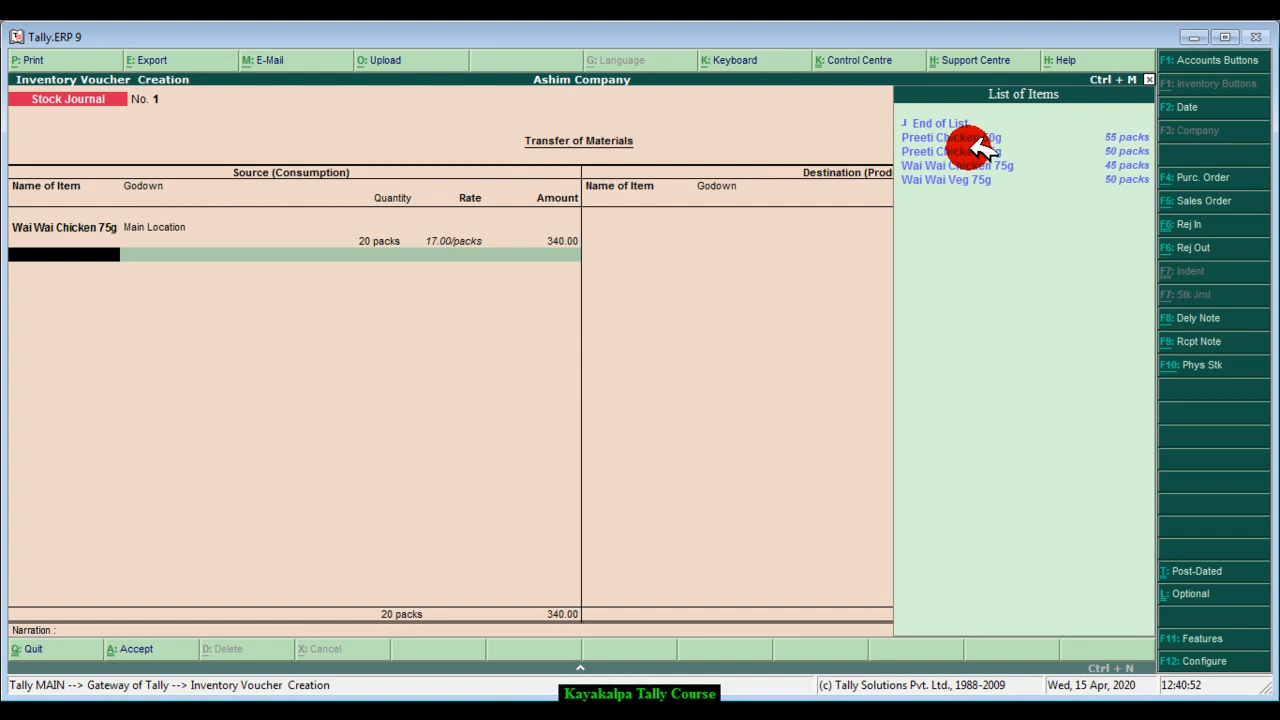 Tally.ERP 9
P: Print E: Export M: E-Mail O: Upload G: Language K: Keyboard K: Control Centre H: Support Centre H: Help
Inventory Voucher Creation Ashim Company Ctrl + M
Stock Journal No. 1
Transfer of Materials
Source (Consumption) Destination (Prod
Name of Item Godown Name of Item Godown
Quantity Rate Amount
Wai Wai Chicken 75g Main Location
20 packs 17.00/packs 340.00
20 packs 340.00
Narration :
List of Items
End of List
Preeti Chicken 55 packs
Preeti 50 packs
Wai Wai Chicken 75g 45 packs
Wai Wai Veg 75g 50 packs
F1: Accounts Buttons
F1: Inventory Buttons
F2: Date
F3: Company
F4: Purc. Order
F5: Sales Order
F6: Rej In
F6: Rej Out
F7: Indent
F7: Stk Jrnl
F8: Dely Note
F9: Rcpt Note
F10: Phys Stk
T: Post-Dated
L: Optional
F11: Features
F12: Configure
Q: Quit A: Accept D: Delete X: Cancel
Ctrl + N
Tally MAIN --> Gateway of Tally --> Inventory Voucher Creation (c) Tally Solutions Pvt. Ltd., 1988-2009 Wed, 15 Apr, 2020 12:40:52
Kayakalpa Tally Course